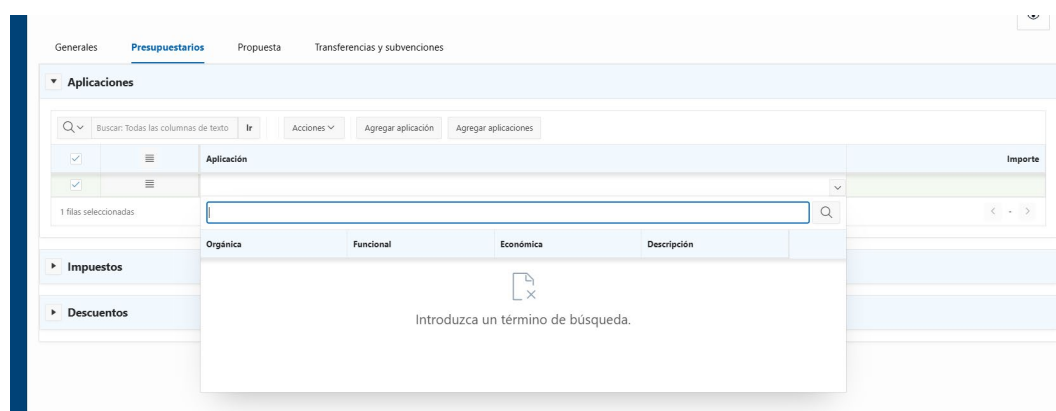 Generales Presupuestarios Propuesta Transferencias y subvenciones
Aplicaciones
Buscar: Todas las columnas de texto Ir Acciones Agregar aplicación Agregar aplicaciones
Aplicación Importe
1 filas seleccionadas -
Orgánica Funcional Económica Descripción
Impuestos
Introduzca un término de búsqueda.
Descuentos